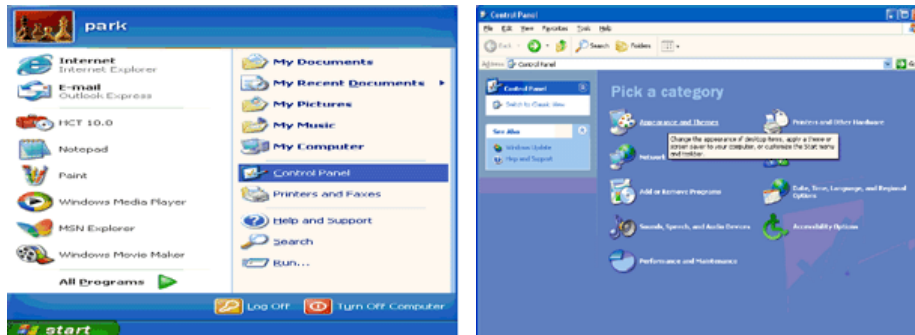 park
Internet
Internet Explorer
E-mail
Outlook Express
HCT 10.0
Notepad
Paint
Windows Media Player
MSN Explorer
Windows Movie Maker
All Programs
My Documents
My Recent Documents
My Pictures
My Music
My Computer
Control Panel
Printers and Faxes
Help and Support
Search
Run...
Log Off
Turn Off Computer
start
Control Panel
File Edit View Favorites Tools Help
Back Search Folders
Address Control Panel
Control Panel
Switch to Classic View
See Also
Windows Update
Help and Support
Pick a category
Appearance and Themes
Printers and Other Hardware
Change the appearance of desktop items, apply a theme or
screen saver to your computer, or customize the Start menu
and taskbar.
Network
Add or Remove Programs
Date, Time, Language, and Regional
Options
Sounds, Speech, and Audio Devices
Accessibility Options
Performance and Maintenance